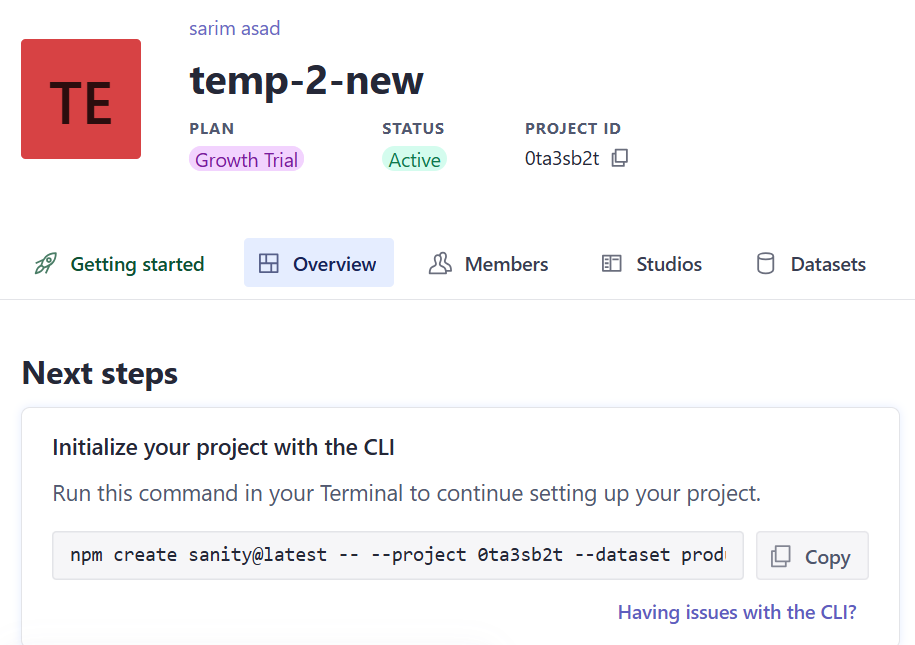 sarim asad
TE
temp-2-new
PLAN STATUS PROJECT ID
Growth Trial Active 0ta3sb2t
Getting started Overview Members Studios Datasets
Next steps
Initialize your project with the CLI
Run this command in your Terminal to continue setting up your project.
npm create sanity@latest -- --project 0ta3sb2t --dataset prod
Copy
Having issues with the CLI?